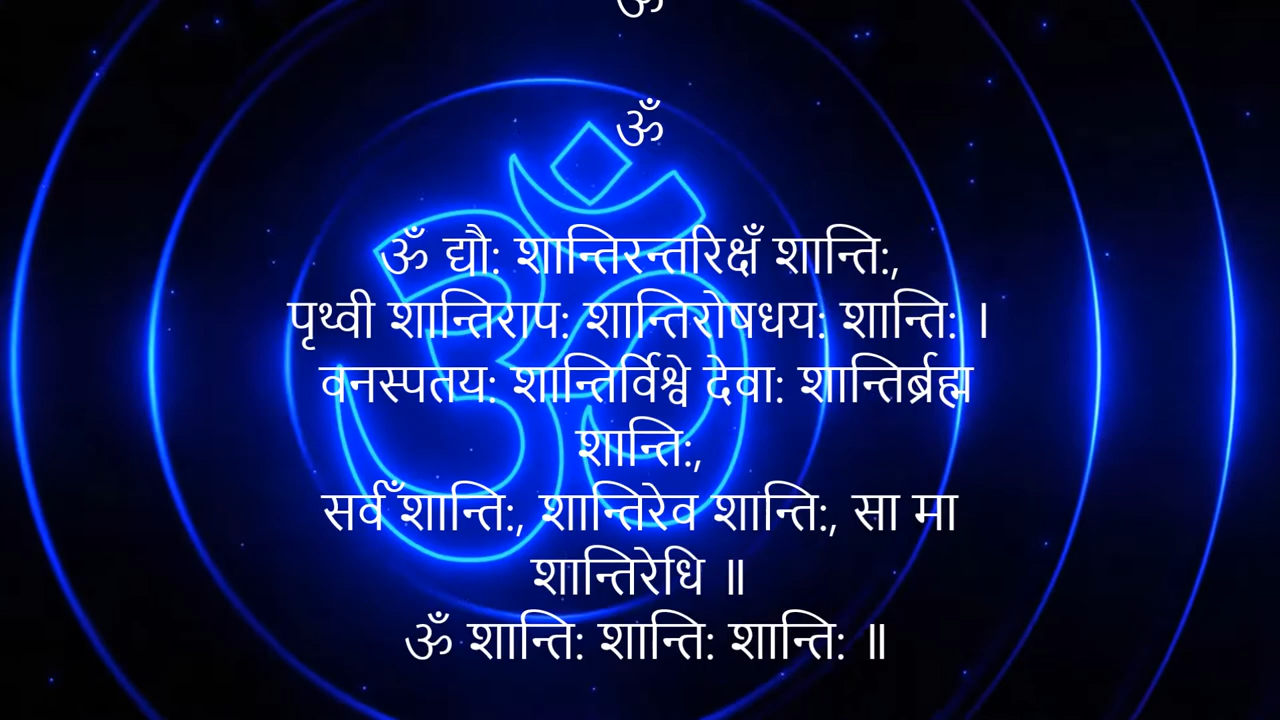 ॐ
ॐ
ॐ द्यौ: शान्तिरन्तरिक्षँ शान्ति:,
पृथ्वी शान्तिराप: शान्तिरोषधय: शान्ति: ।
वनस्पतय: शान्तिर्विश्वे देवा: शान्तिर्ब्रह्म
शान्ति:,
सर्वँशान्ति:, शान्तिरेव शान्ति:, सा मा
शान्तिरेधि ॥
ॐ शान्ति: शान्ति: शान्ति: ॥